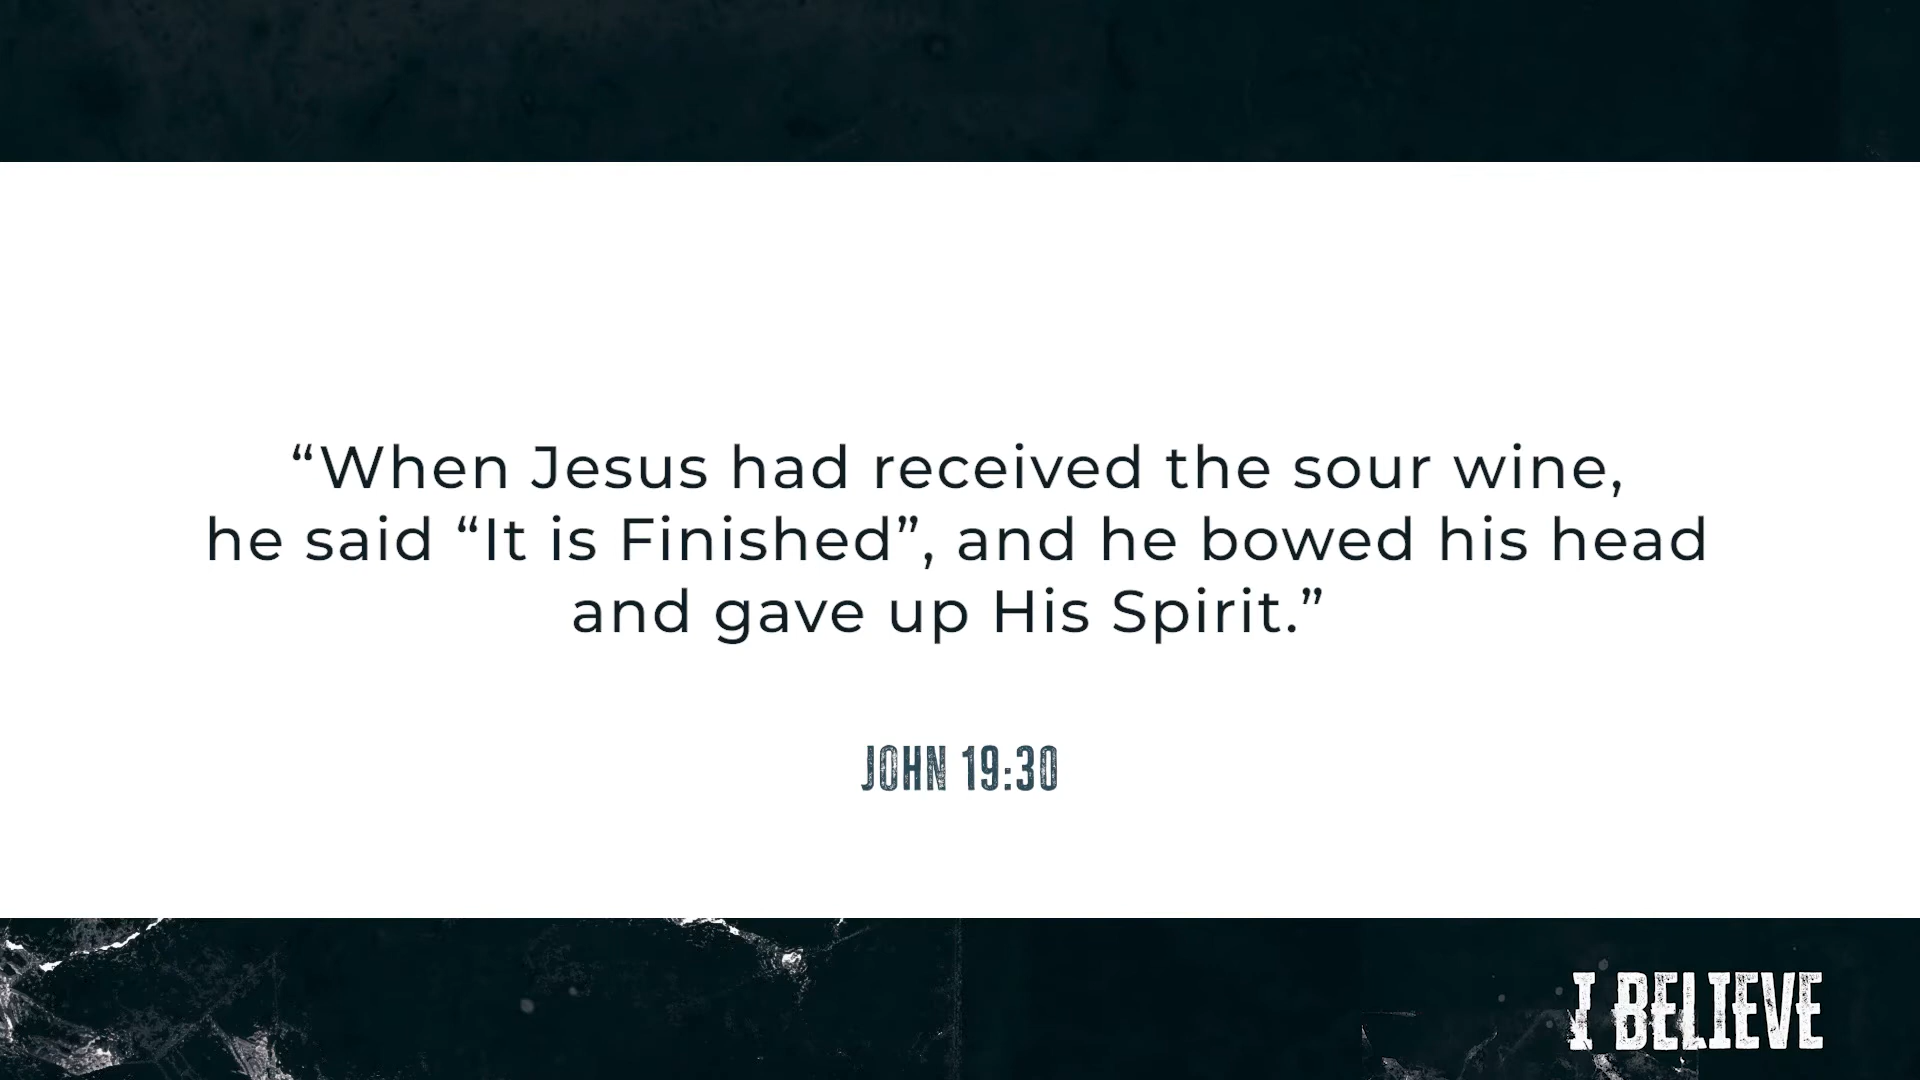 “When Jesus had received the sour wine,
he said “It is Finished”, and he bowed his head
and gave up His Spirit.”
JOHN 19:30
I BELIEVE